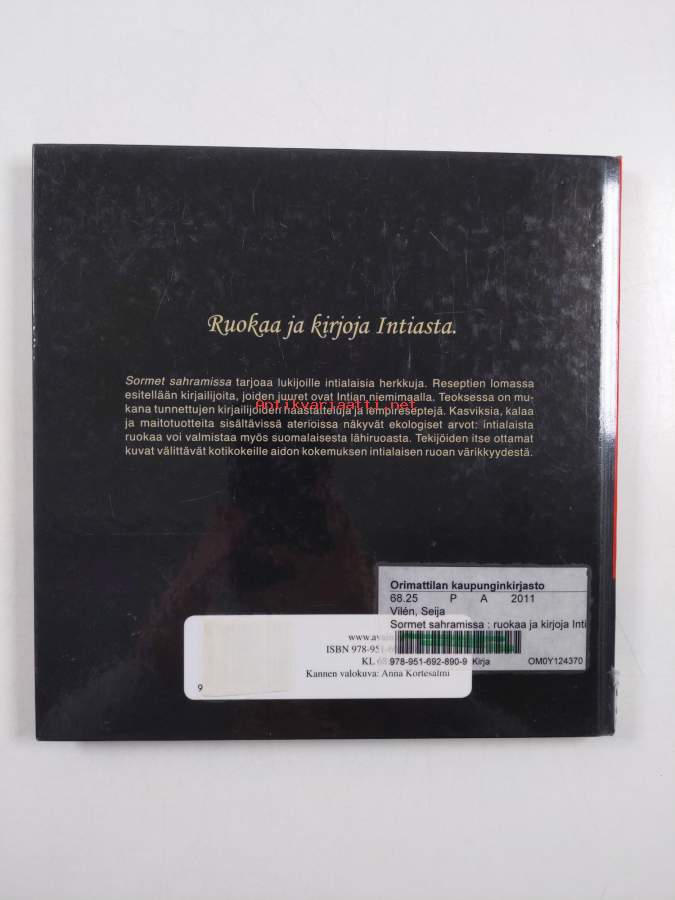 Ruokaa ja kirjoja Intiasta.
Sormet sahramissa tarjoaa lukijoille intialaisia herkkuja. Reseptien lomassa
esitellään kirjailijoita, joiden juuret ovat Intian niemimaalla. Teoksessa on mu-
kana tunnettujen kirjailijoiden haastatteluja ja lempireseptejä. Kasviksia, kalaa
ja maitotuotteita sisältävissä aterioissa näkyvät ekologiset arvot: intialaista
ruokaa voi valmistaa myös suomalaisesta lähiruoasta. Tekijöiden itse ottamat
kuvat välittävät kotikokeille aidon kokemuksen intialaisen ruoan värikkyydestä.
antikvariaatti.net
Orimattilan kaupunginkirjasto
68.25 P A 2011
Vilén, Seija
Sormet sahramissa : ruokaa ja kirjoja Inti
978-951-692-890-9 Kirja OM0Y124370
www.
ISBN 978-951
KL 68
Kannen valokuva: Anna Kortesalmi
9